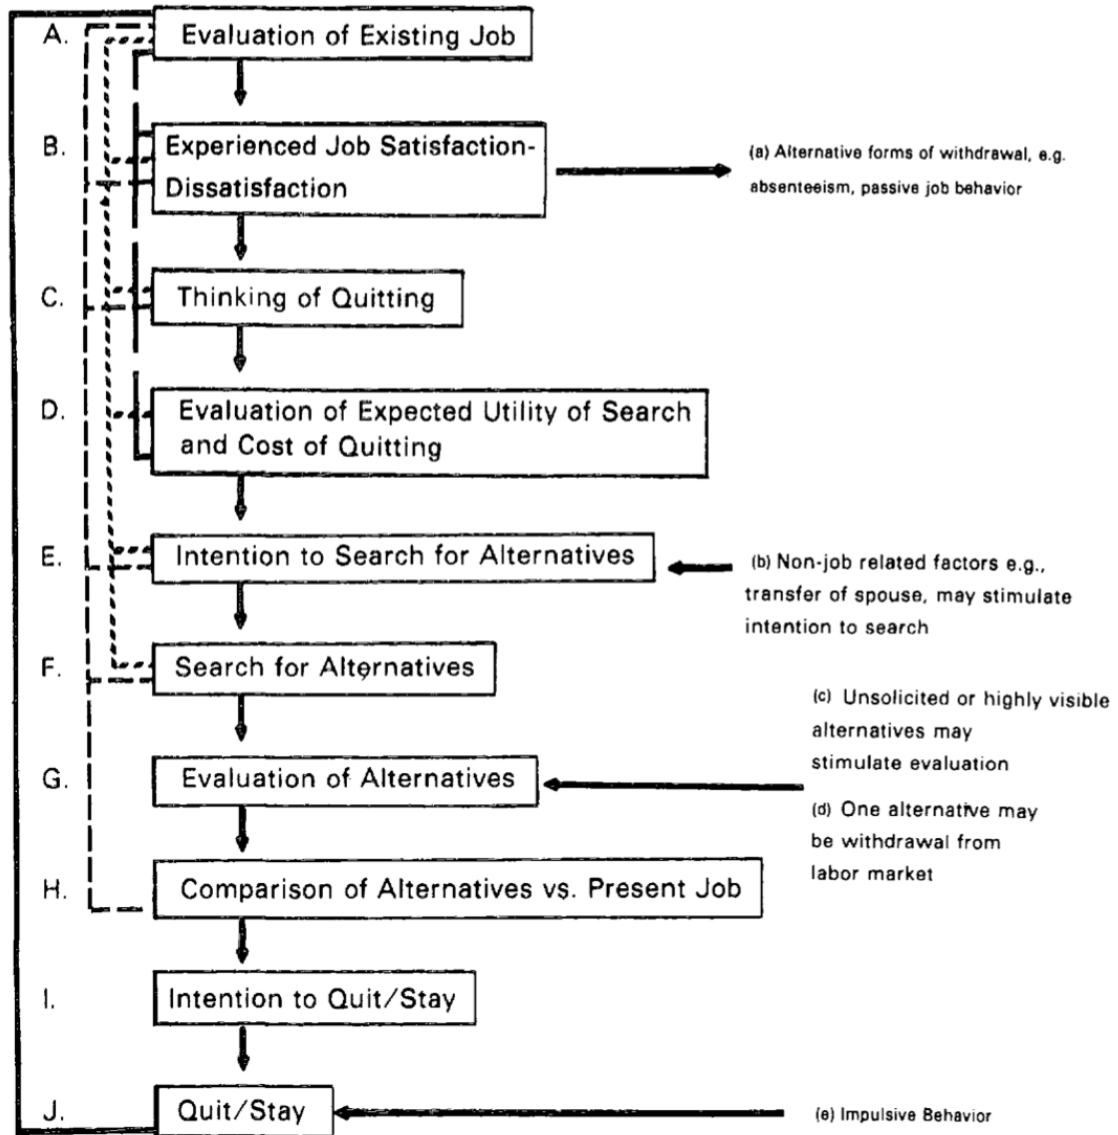 A. Evaluation of Existing Job
B. Experienced Job Satisfaction-
Dissatisfaction
(a) Alternative forms of withdrawal, e.g.
absenteeism, passive job behavior
C. Thinking of Quitting
D. Evaluation of Expected Utility of Search
and Cost of Quitting
E. Intention to Search for Alternatives
(b) Non-job related factors e.g.,
transfer of spouse, may stimulate
intention to search
F. Search for Alternatives
(c) Unsolicited or highly visible
alternatives may
stimulate evaluation
G. Evaluation of Alternatives
(d) One alternative may
be withdrawal from
labor market
H. Comparison of Alternatives vs. Present Job
I. Intention to Quit/Stay
J. Quit/Stay
(e) Impulsive Behavior